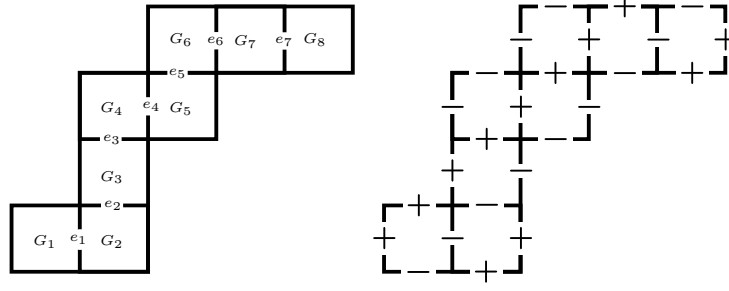 − + −
G₆ e₆ G₇ e₇ G₈ − + − +
e₅ − + − +
G₄ e₄ G₅ − + −
e₃ + −
G₃ + −
e₂ + −
G₁ e₁ G₂ + − +
− +